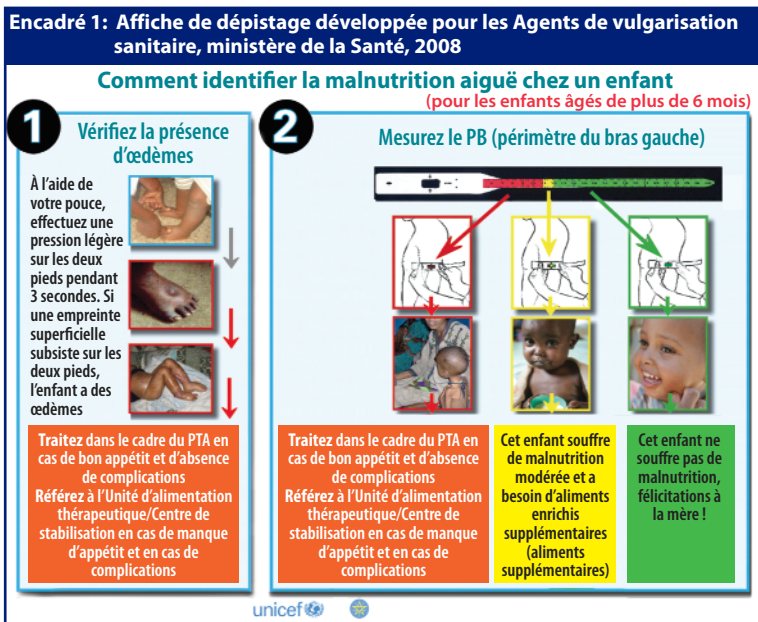 Encadré 1: Affiche de dépistage développée pour les Agents de vulgarisation
sanitaire, ministère de la Santé, 2008
Comment identifier la malnutrition aiguë chez un enfant
(pour les enfants âgés de plus de 6 mois)
1
Vérifiez la présence
d'œdèmes
À l'aide de
votre pouce,
effectuez une
pression légère
sur les deux
pieds pendant
3 secondes. Si
une empreinte
superficielle
subsiste sur les
deux pieds,
l'enfant a des
œdèmes
Traitez dans le cadre du PTA en
cas de bon appétit et d'absence
de complications
Référez à l'Unité d'alimentation
thérapeutique/Centre de
stabilisation en cas de manque
d'appétit et en cas de
complications
2
Mesurez le PB (périmètre du bras gauche)
Traitez dans le cadre du PTA en
cas de bon appétit et d'absence
de complications
Référez à l'Unité d'alimentation
thérapeutique/Centre de
stabilisation en cas de manque
d'appétit et en cas de
complications
Cet enfant souffre
de malnutrition
modérée et a
besoin d'aliments
enrichis
supplémentaires
(aliments
supplémentaires)
Cet enfant ne
souffre pas de
malnutrition,
félicitations à
la mère !
unicef